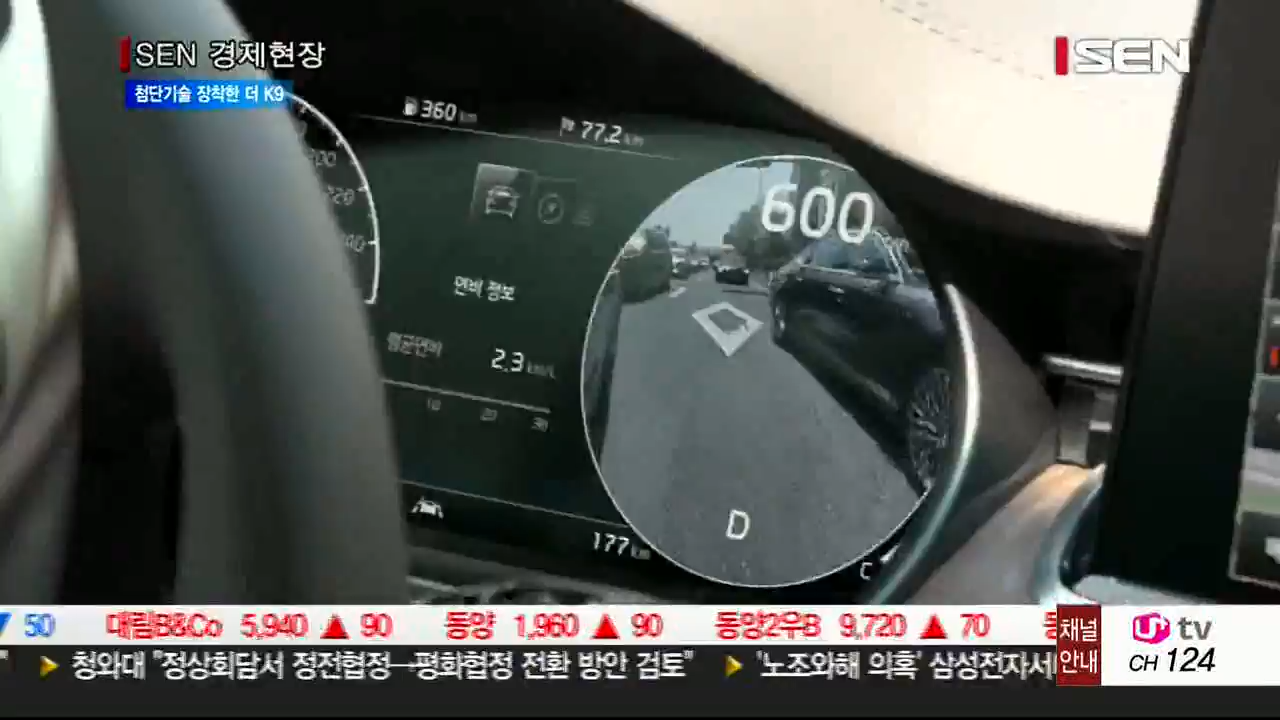 SEN 경제현장
SEN
첨단기술 장착한 더 K9
360 km
77.2 km
600
연비 정보
평균연비
2.3 km/L
10 20 30
D
177 km
C
50 대림B&Co 5,940 ▲ 90 동양 1,960 ▲ 90 동양2우B 9,720 ▲ 70
청와대 "정상회담서 정전협정→평화협정 전환 방안 검토" '노조와해 의혹' 삼성전자서
채널
안내
U+ tv
CH 124